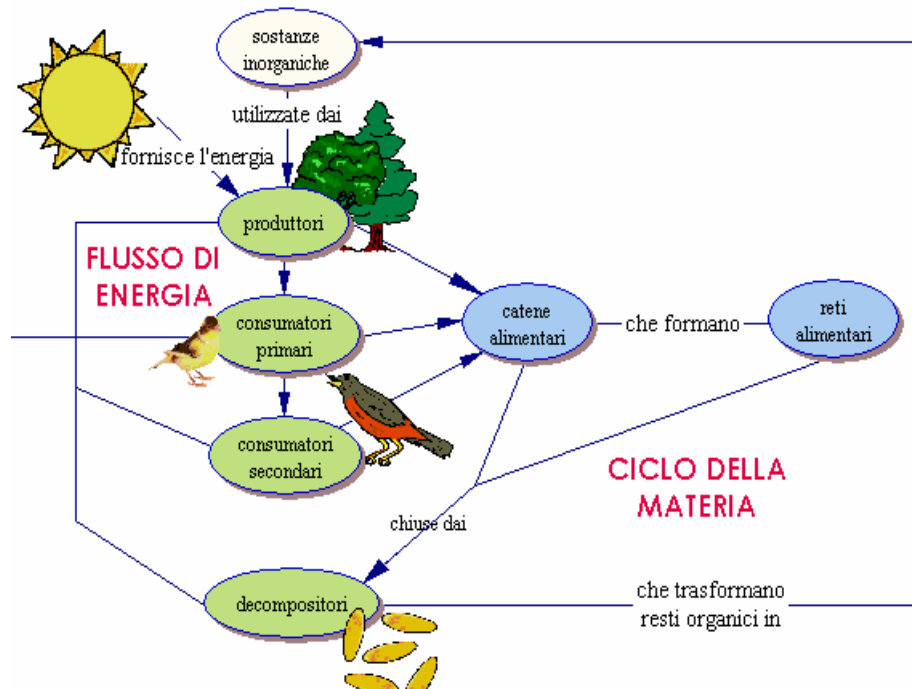 sostanze
inorganiche
utilizzate dai
fornisce l'energia
produttori
FLUSSO DI
ENERGIA
consumatori
primari
catene
alimentari
che formano
reti
alimentari
consumatori
secondari
CICLO DELLA
MATERIA
chiuse dai
decompositori
che trasformano
resti organici in